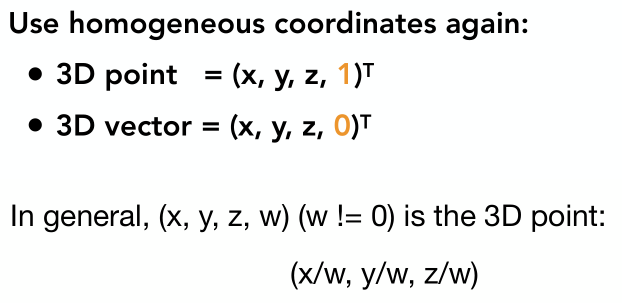 Use homogeneous coordinates again:
• 3D point = (x, y, z, 1)ᵀ
• 3D vector = (x, y, z, 0)ᵀ
In general, (x, y, z, w) (w != 0) is the 3D point:
(x/w, y/w, z/w)